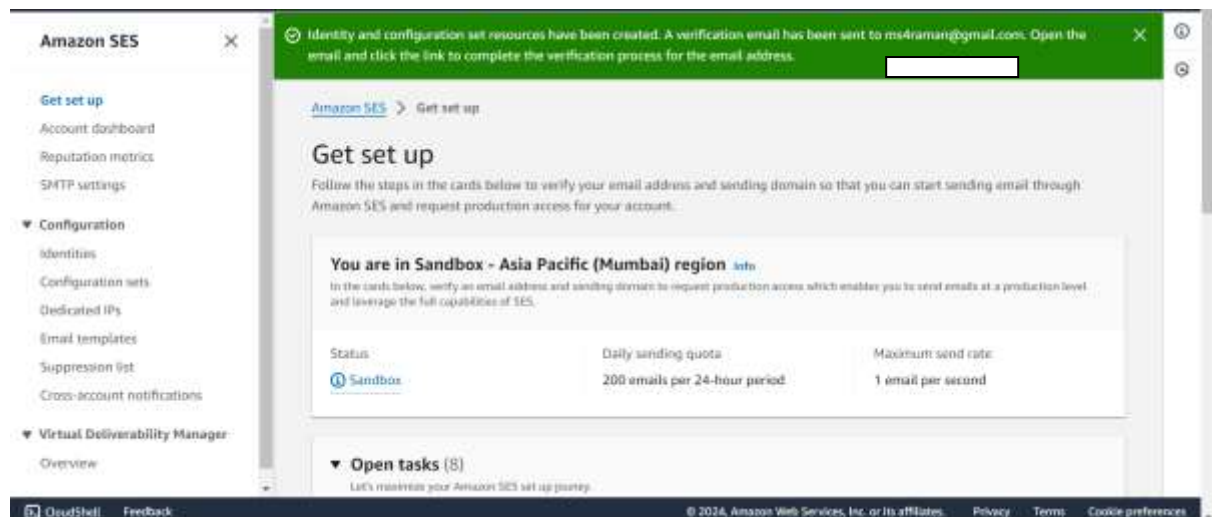 Amazon SES
Get set up
Account dashboard
Reputation metrics
SMTP settings
Configuration
Identities
Configuration sets
Dedicated IPs
Email templates
Suppression list
Cross-account notifications
Virtual Deliverability Manager
Overview
Identity and configuration set resources have been created. A verification email has been sent to ms4raman@gmail.com. Open the
email and click the link to complete the verification process for the email address.
Amazon SES > Get set up
Get set up
Follow the steps in the cards below to verify your email address and sending domain so that you can start sending email through
Amazon SES and request production access for your account.
You are in Sandbox - Asia Pacific (Mumbai) region Info
In the cards below, verify an email address and sending domain to request production access which enables you to send emails at a production level
and leverage the full capabilities of SES.
Status
Sandbox
Daily sending quota
200 emails per 24-hour period
Maximum send rate
1 email per second
Open tasks (8)
Let's maximize your Amazon SES set up journey.
CloudShell Feedback © 2024, Amazon Web Services, Inc. or its affiliates. Privacy Terms Cookie preferences